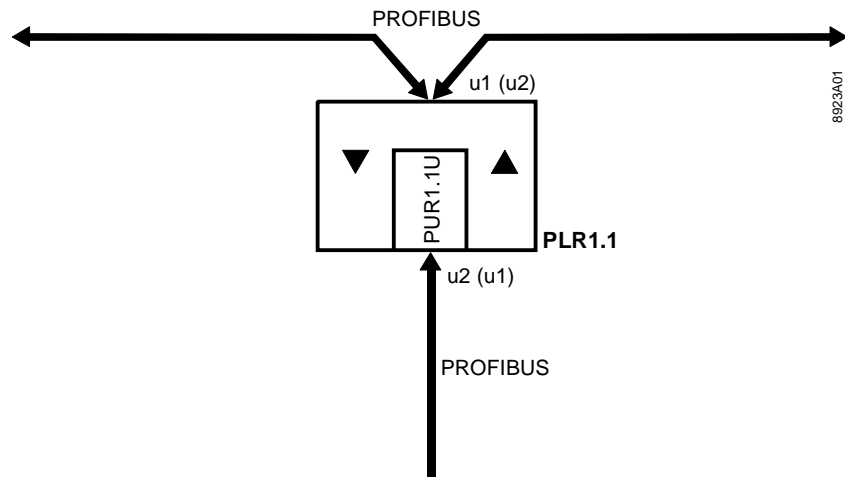 PROFIBUS
u1 (u2)
8923A01
PUR1.1U
PLR1.1
u2 (u1)
PROFIBUS